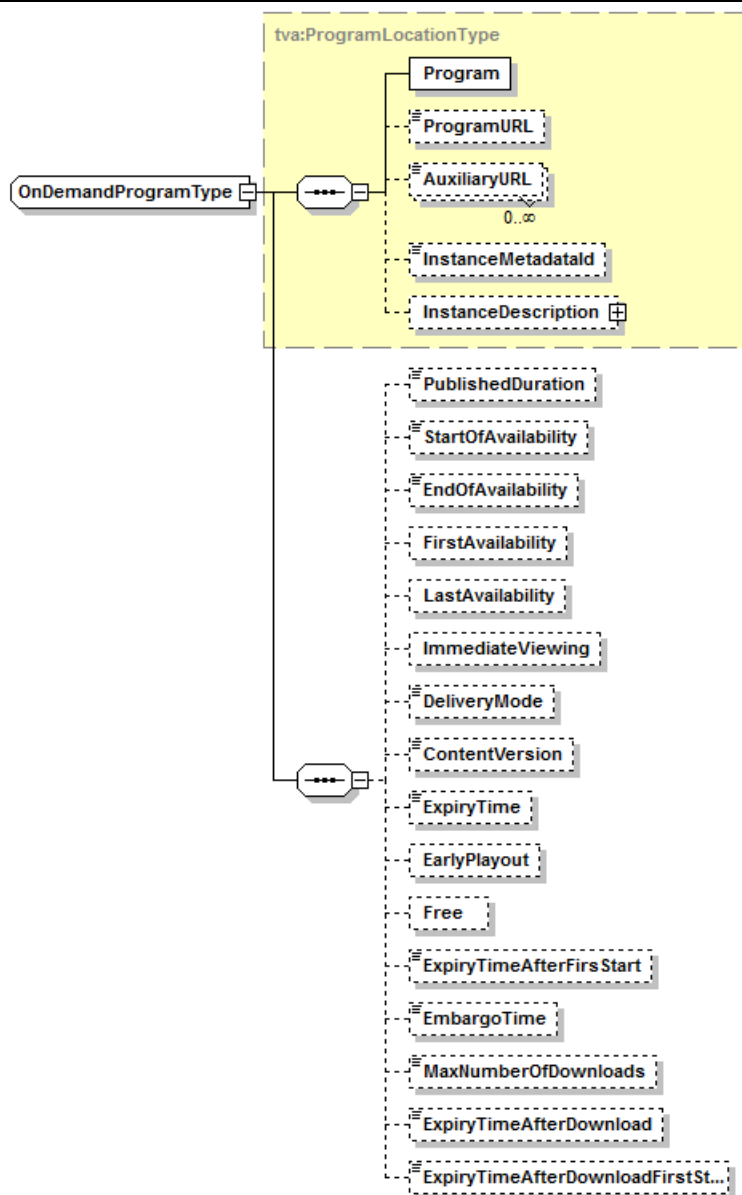 tva:ProgramLocationType
Program
ProgramURL
OnDemandProgramType
AuxiliaryURL
0..∞
InstanceMetadataId
InstanceDescription
PublishedDuration
StartOfAvailability
EndOfAvailability
FirstAvailability
LastAvailability
ImmediateViewing
DeliveryMode
ContentVersion
ExpiryTime
EarlyPlayout
Free
ExpiryTimeAfterFirsStart
EmbargoTime
MaxNumberOfDownloads
ExpiryTimeAfterDownload
ExpiryTimeAfterDownloadFirstSt...